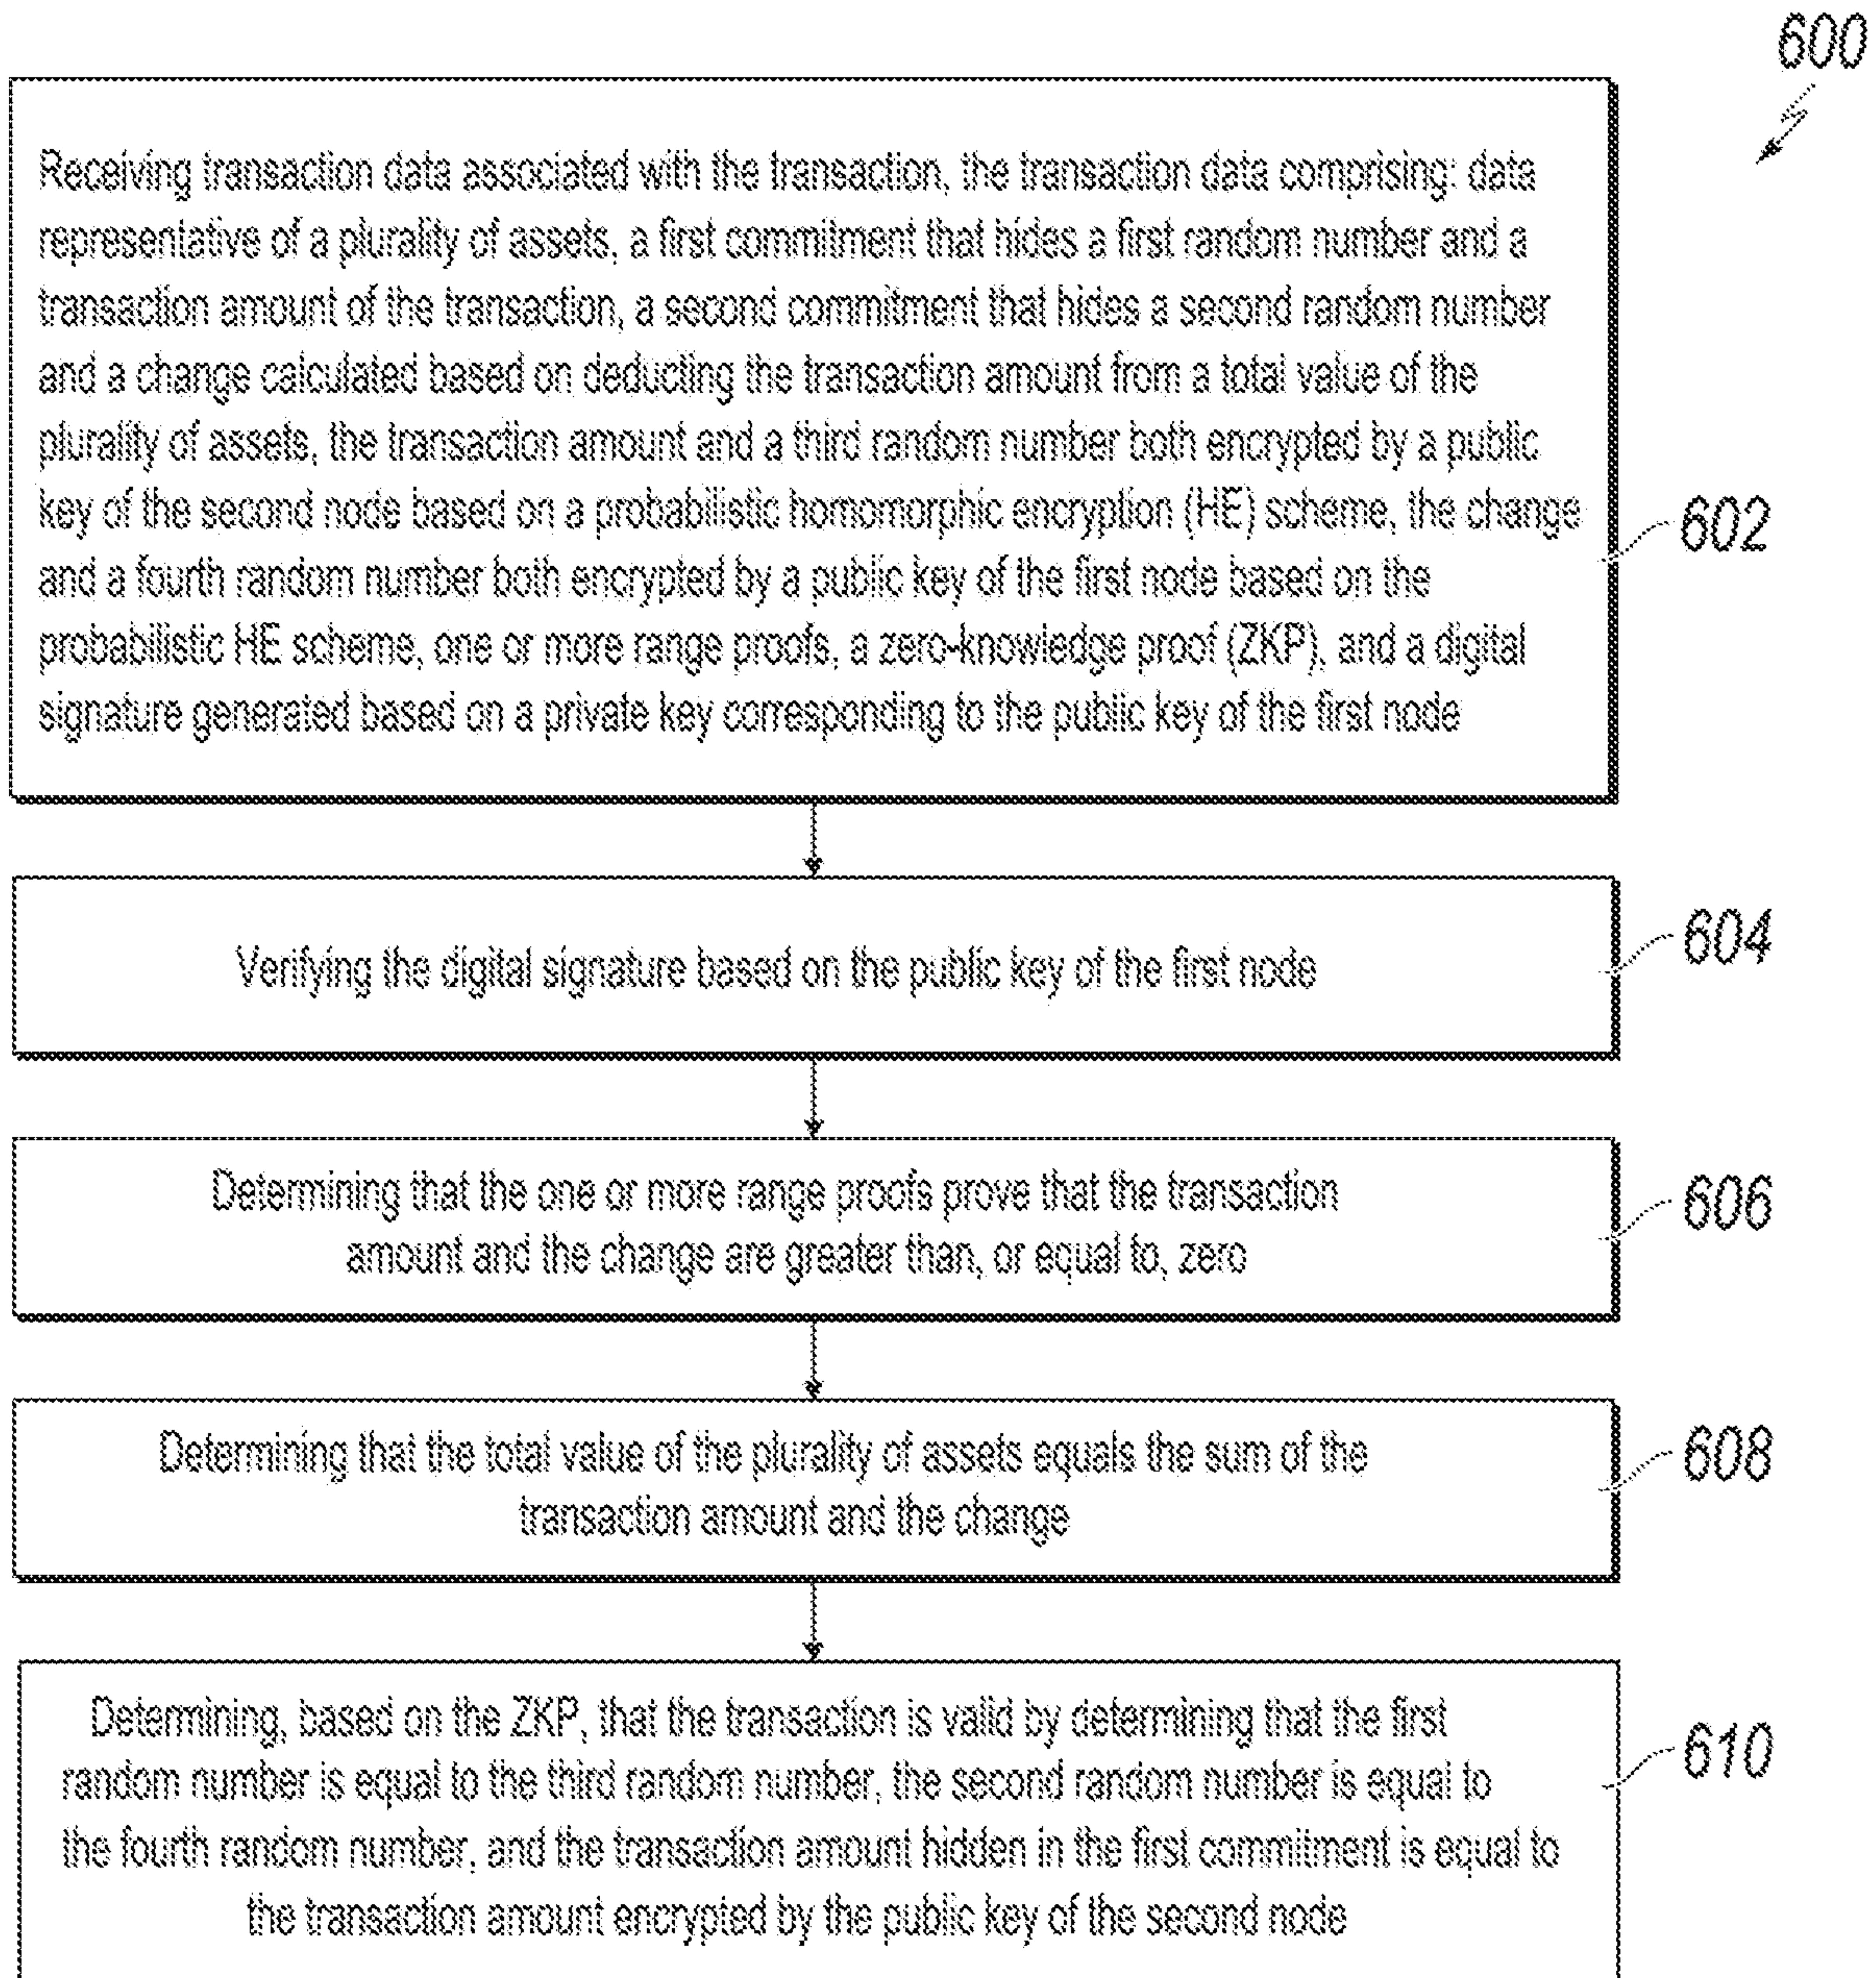 600
Receiving transaction data associated with the transaction, the transaction data comprising: data
representative of a plurality of assets, a first commitment that hides a first random number and a
transaction amount of the transaction, a second commitment that hides a second random number
and a change calculated based on deducting the transaction amount from a total value of the
plurality of assets, the transaction amount and a third random number both encrypted by a public
key of the second node based on a probabilistic homomorphic encryption (HE) scheme, the change
and a fourth random number both encrypted by a public key of the first node based on the
probabilistic HE scheme, one or more range proofs, a zero-knowledge proof (ZKP), and a digital
signature generated based on a private key corresponding to the public key of the first node
602
Verifying the digital signature based on the public key of the first node
604
Determining that the one or more range proofs prove that the transaction
amount and the change are greater than, or equal to, zero
606
Determining that the total value of the plurality of assets equals the sum of the
transaction amount and the change
608
Determining, based on the ZKP, that the transaction is valid by determining that the first
random number is equal to the third random number, the second random number is equal to
the fourth random number, and the transaction amount hidden in the first commitment is equal to
the transaction amount encrypted by the public key of the second node
610